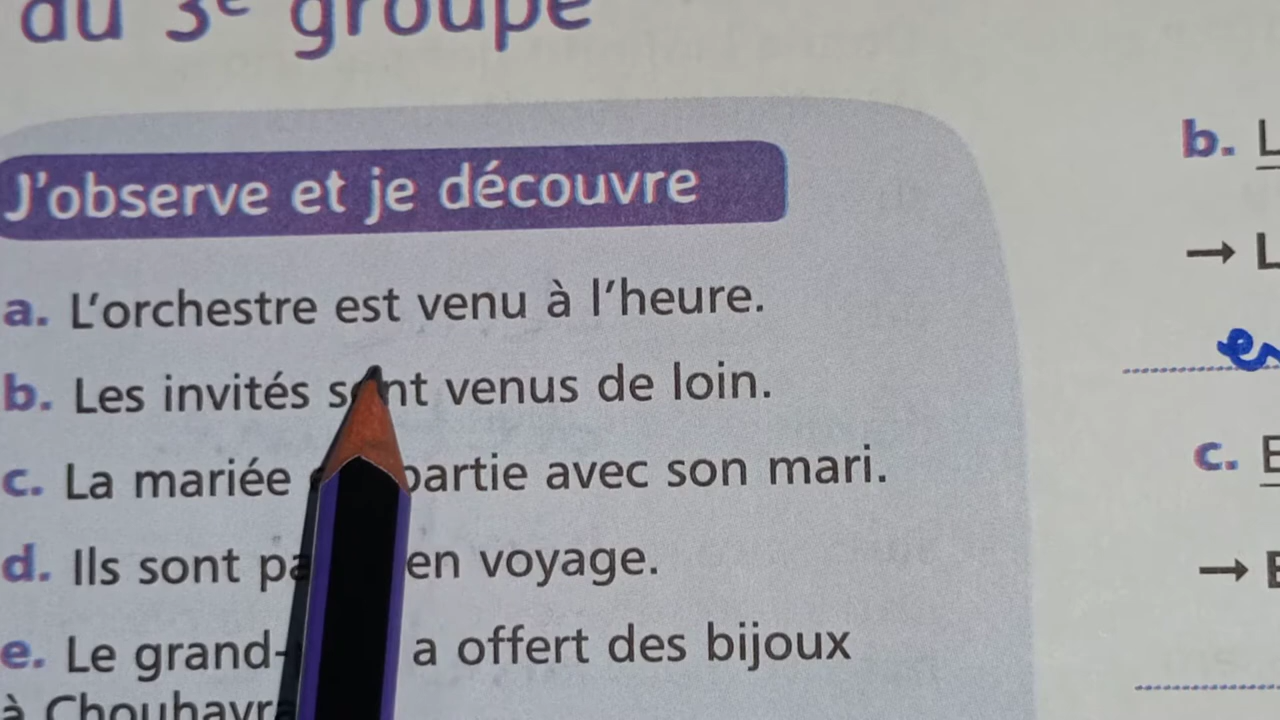 du 3e groupe
J'observe et je découvre
a. L'orchestre est venu à l'heure.
b. Les invités sont venus de loin.
c. La mariée partie avec son mari.
d. Ils sont en voyage.
e. Le grand- a offert des bijoux
à
b. L
→ L
c. E
→ E